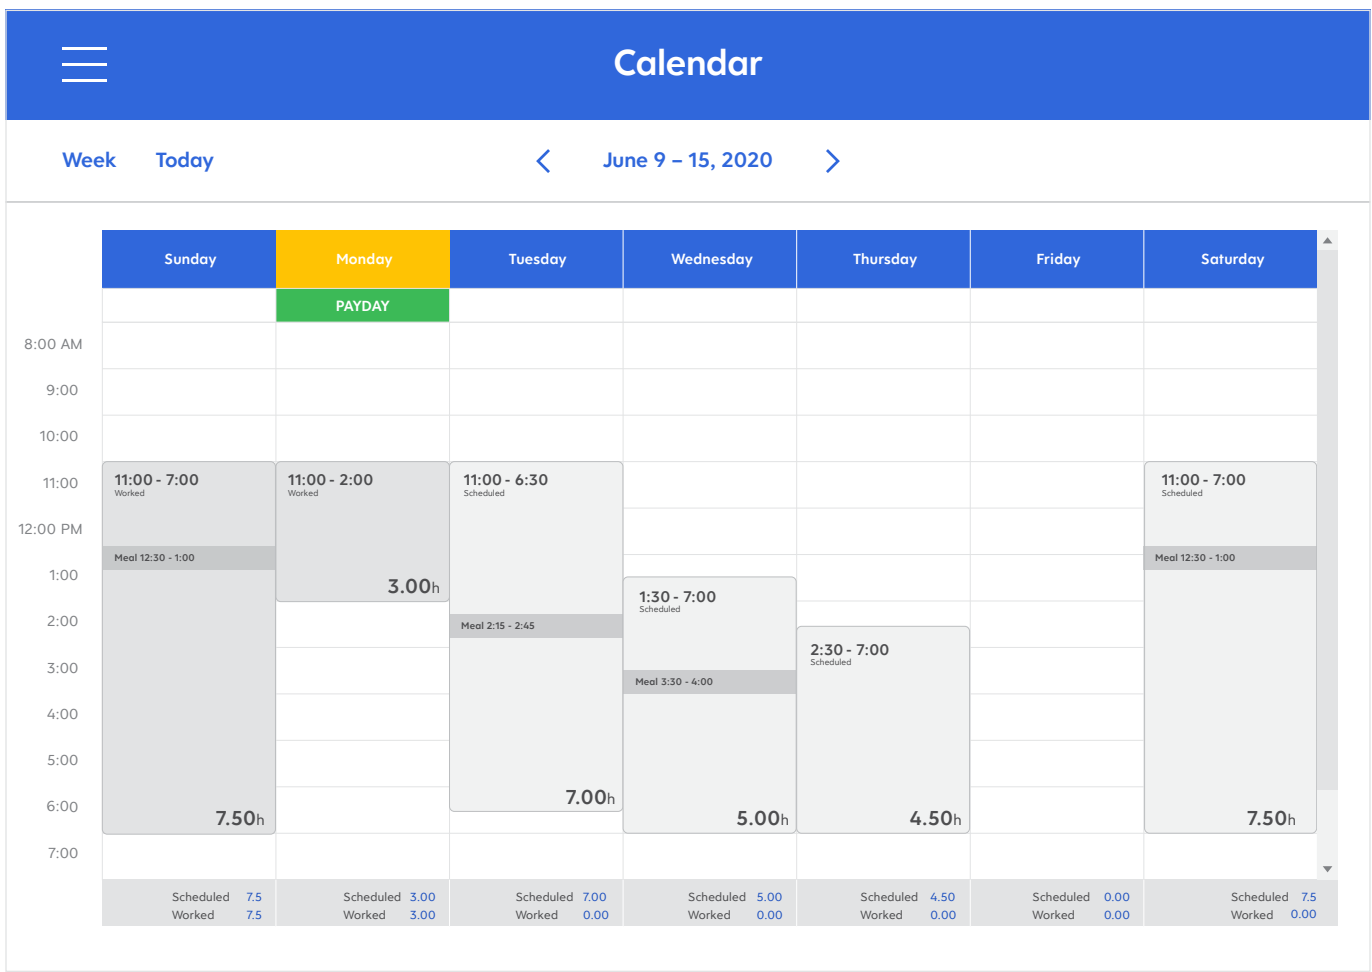 Calendar
Week Today June 9 – 15, 2020
Sunday Monday Tuesday Wednesday Thursday Friday Saturday
PAYDAY
8:00 AM
9:00
10:00
11:00
12:00 PM
1:00
2:00
3:00
4:00
5:00
6:00
7:00
11:00 - 7:00
Worked
Meal 12:30 - 1:00
7.50h
11:00 - 2:00
Worked
3.00h
11:00 - 6:30
Scheduled
Meal 2:15 - 2:45
7.00h
1:30 - 7:00
Scheduled
Meal 3:30 - 4:00
5.00h
2:30 - 7:00
Scheduled
4.50h
11:00 - 7:00
Scheduled
Meal 12:30 - 1:00
7.50h
Scheduled 7.5 Scheduled 3.00 Scheduled 7.00 Scheduled 5.00 Scheduled 4.50 Scheduled 0.00 Scheduled 7.5
Worked 7.5 Worked 3.00 Worked 0.00 Worked 0.00 Worked 0.00 Worked 0.00 Worked 0.00